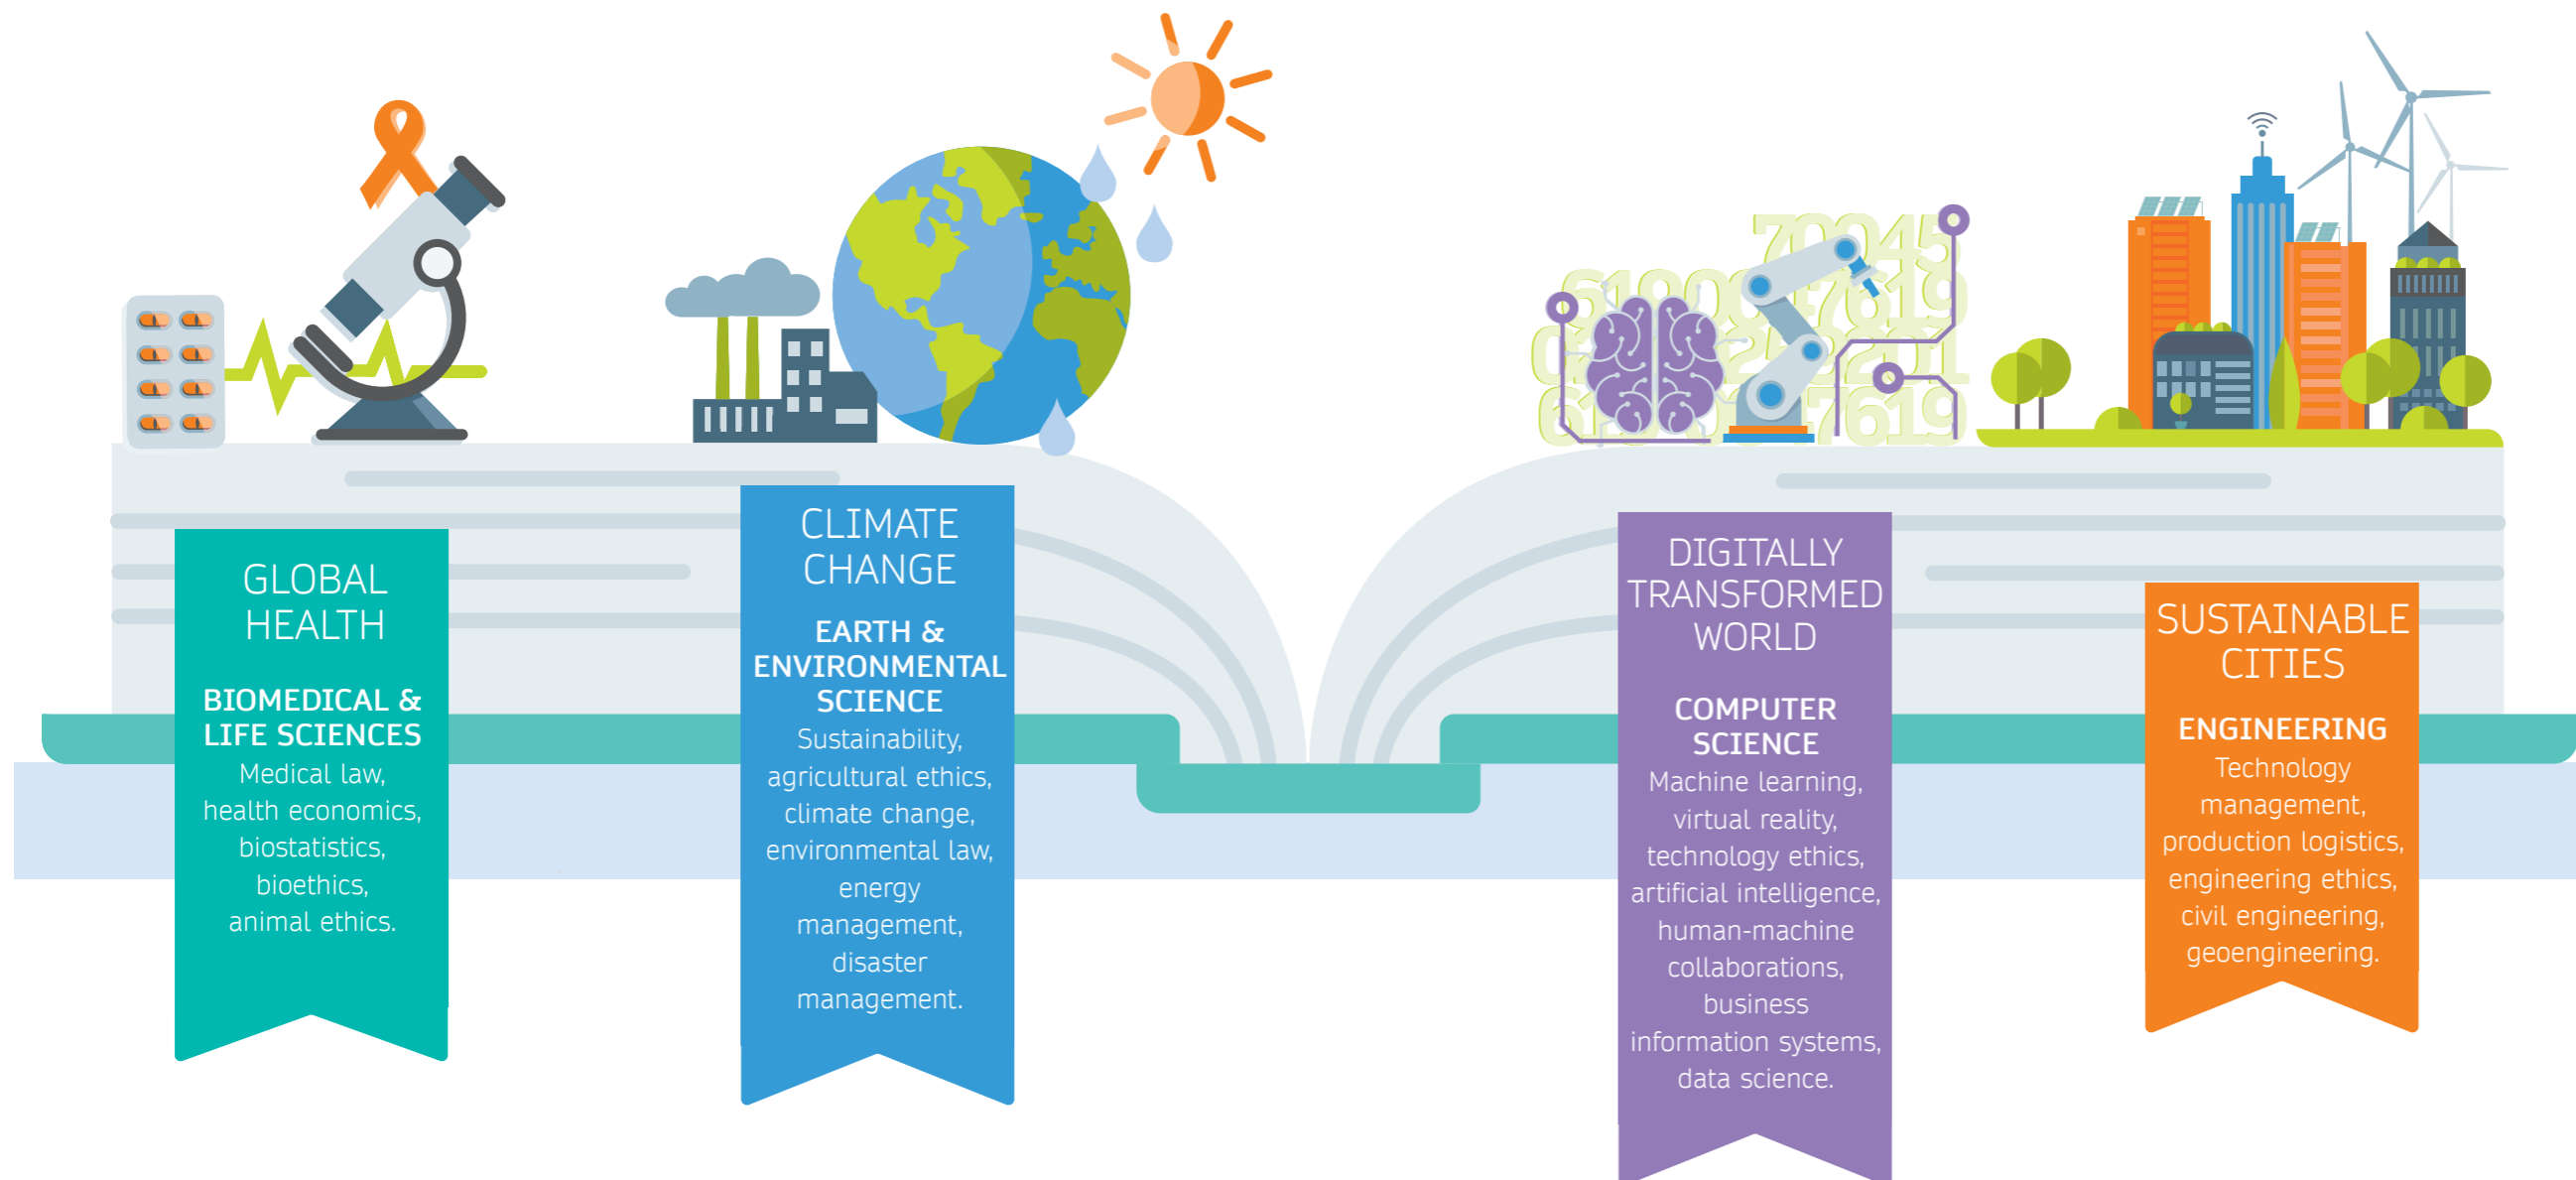 GLOBAL
HEALTH
BIOMEDICAL &
LIFE SCIENCES
Medical law,
health economics,
biostatistics,
bioethics,
animal ethics.
CLIMATE
CHANGE
EARTH &
ENVIRONMENTAL
SCIENCE
Sustainability,
agricultural ethics,
climate change,
environmental law,
energy
management,
disaster
management.
DIGITALLY
TRANSFORMED
WORLD
COMPUTER
SCIENCE
Machine learning,
virtual reality,
technology ethics,
artificial intelligence,
human-machine
collaborations,
business
information systems,
data science.
SUSTAINABLE
CITIES
ENGINEERING
Technology
management,
production logistics,
engineering ethics,
civil engineering,
geoengineering.